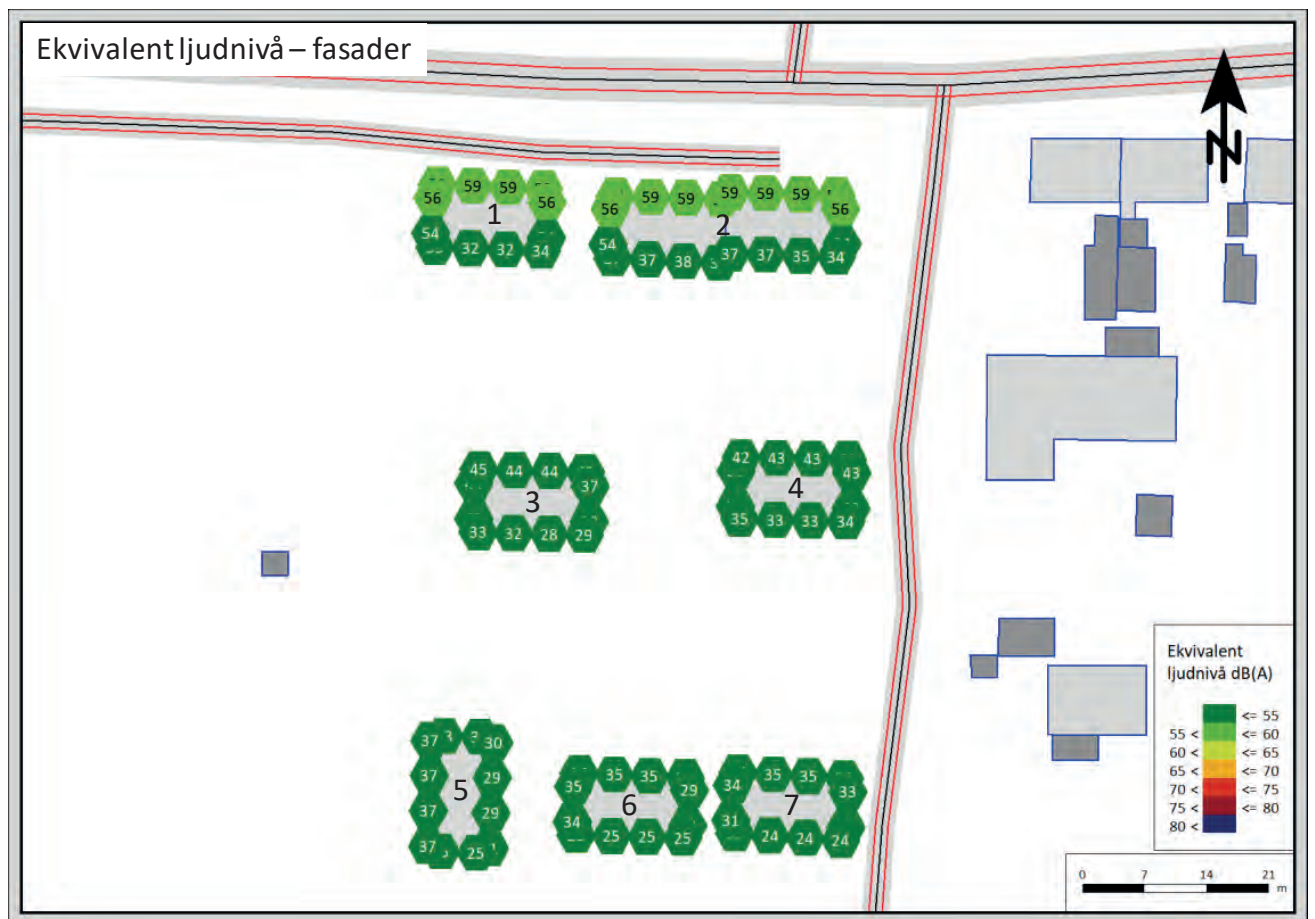 Ekvivalent ljudnivå – fasader
N
59 59
56 56
1
54
32 32 34
59 59 59 59 59
56 56
2
54
37 38 37 37 35 34
45 44 44
37
3
33 32 28 29
42 43 43
43
4
35 33 33 34
37 30
37 29
5
37 29
37 25
35 35 35
29
6
34
25 25 25
34 35 35
33
7
31
24 24 24
Ekvivalent
ljudnivå dB(A)
<= 55
55 < <= 60
60 < <= 65
65 < <= 70
70 < <= 75
75 < <= 80
80 <
0 7 14 21
m